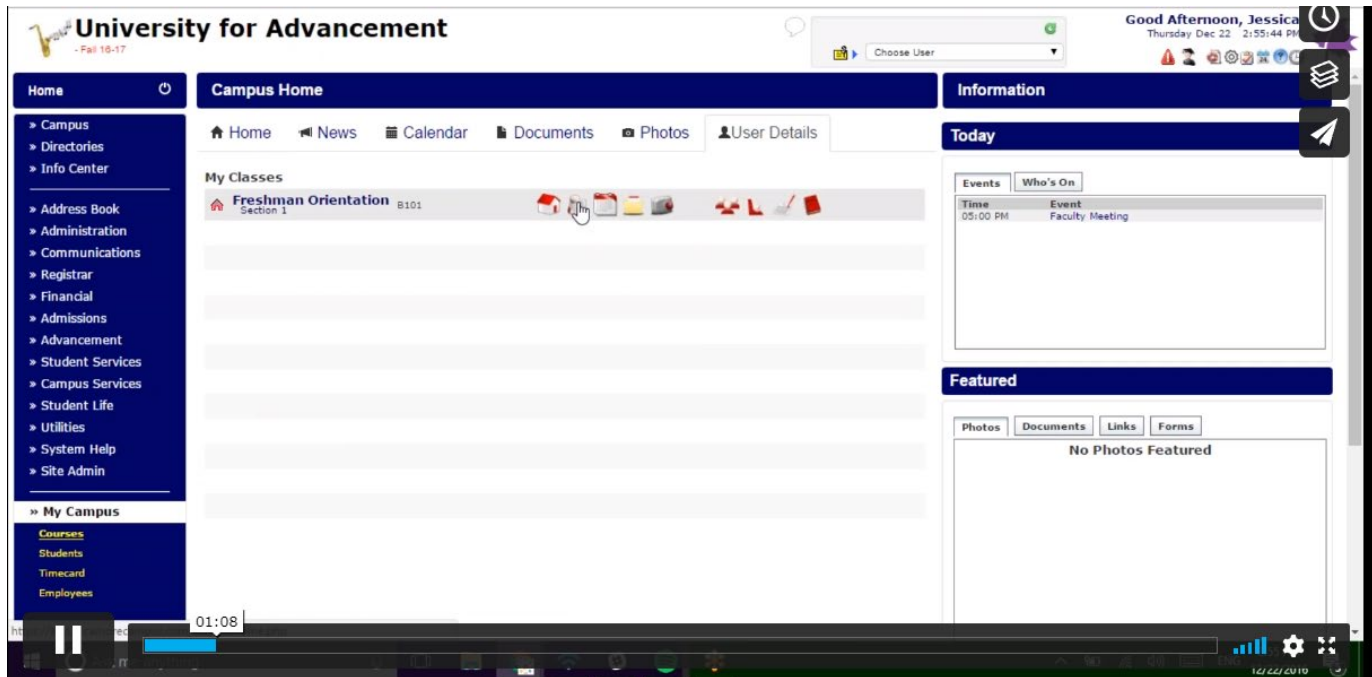 University for Advancement
- Fall 16-17
Choose User
Good Afternoon, Jessica
Thursday Dec 22 2:55:44 PM
Home
» Campus
» Directories
» Info Center
» Address Book
» Administration
» Communications
» Registrar
» Financial
» Admissions
» Advancement
» Student Services
» Campus Services
» Student Life
» Utilities
» System Help
» Site Admin
» My Campus
Courses
Students
Timecard
Employees
Campus Home
Home News Calendar Documents Photos User Details
My Classes
Freshman Orientation B101
Section 1
Information
Today
Events Who's On
Time Event
05:00 PM Faculty Meeting
Featured
Photos Documents Links Forms
No Photos Featured
01:08
ENG
12/22/2016